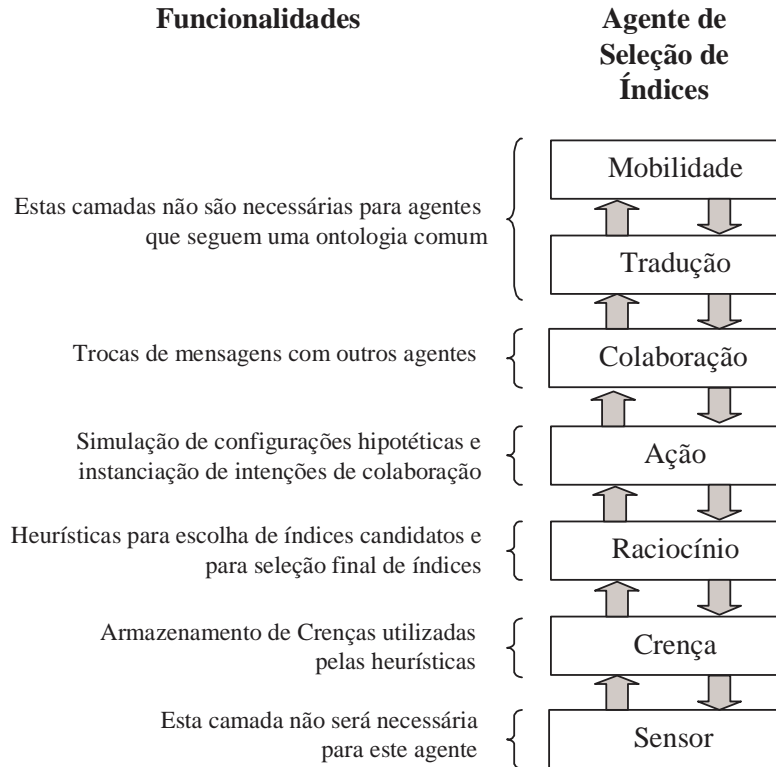 Funcionalidades
Agente de
Seleção de
Índices
Estas camadas não são necessárias para agentes
que seguem uma ontologia comum
Mobilidade
Tradução
Trocas de mensagens com outros agentes
Colaboração
Simulação de configurações hipotéticas e
instanciação de intenções de colaboração
Ação
Heurísticas para escolha de índices candidatos e
para seleção final de índices
Raciocínio
Armazenamento de Crenças utilizadas
pelas heurísticas
Crença
Esta camada não será necessária
para este agente
Sensor